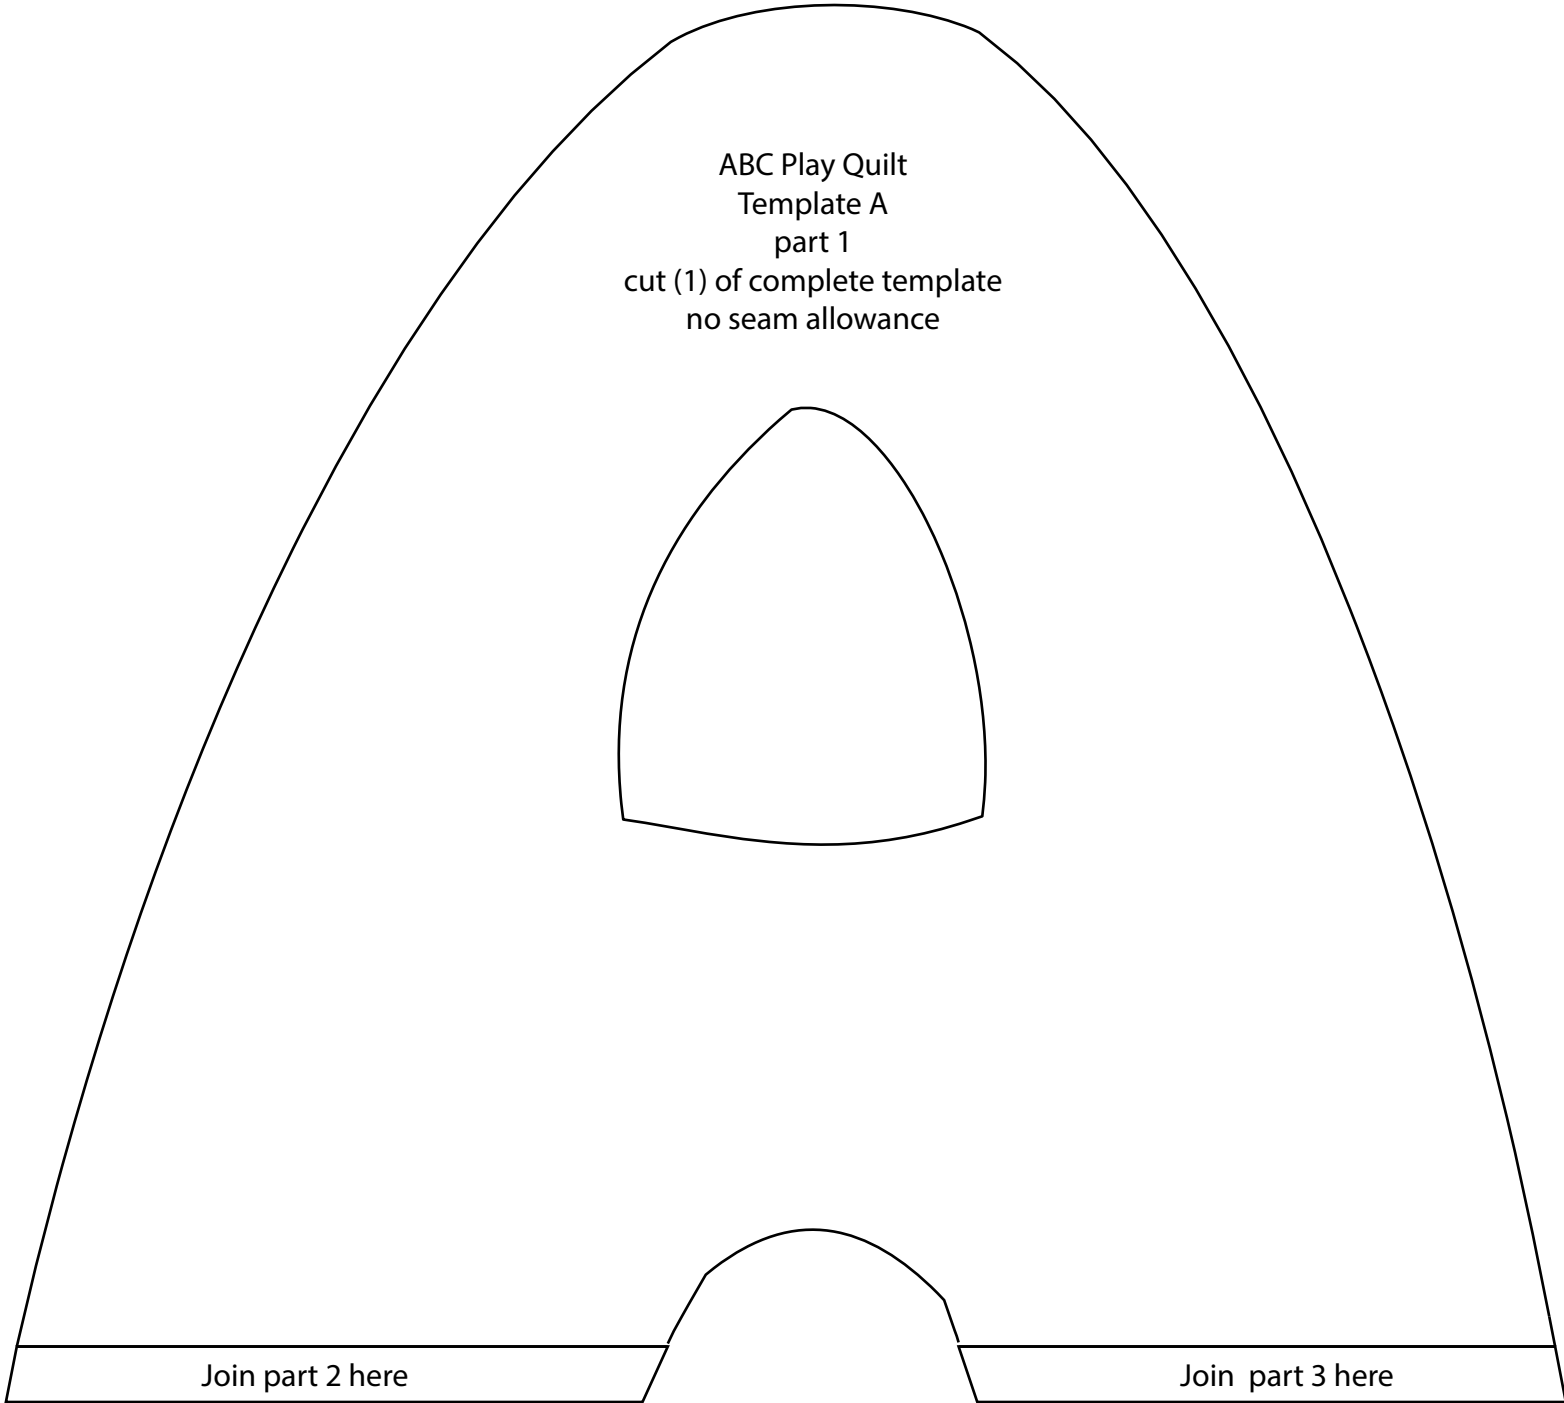 ABC Play Quilt
Template A
part 1
cut (1) of complete template
no seam allowance
Join part 2 here
Join  part 3 here